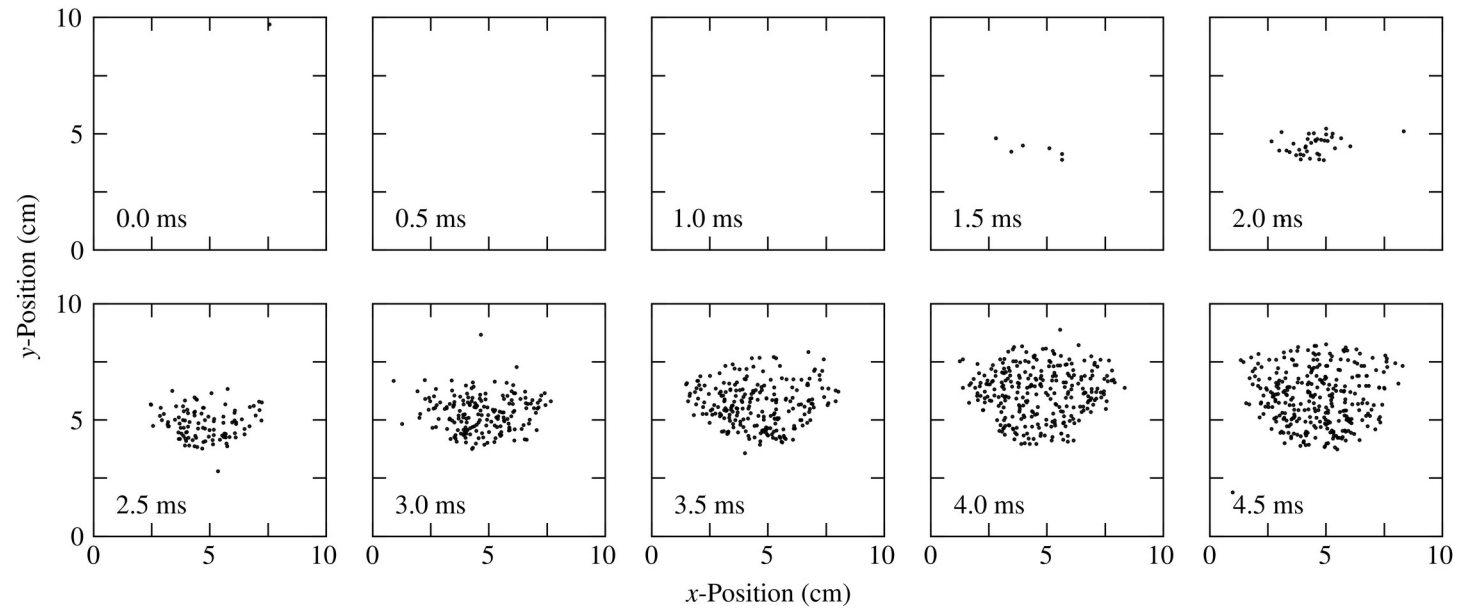 10
5
0
0.0 ms
0.5 ms
1.0 ms
1.5 ms
2.0 ms
y-Position (cm)
10
5
0
2.5 ms
3.0 ms
3.5 ms
4.0 ms
4.5 ms
0 5 10 0 5 10 0 5 10 0 5 10 0 5 10
x-Position (cm)